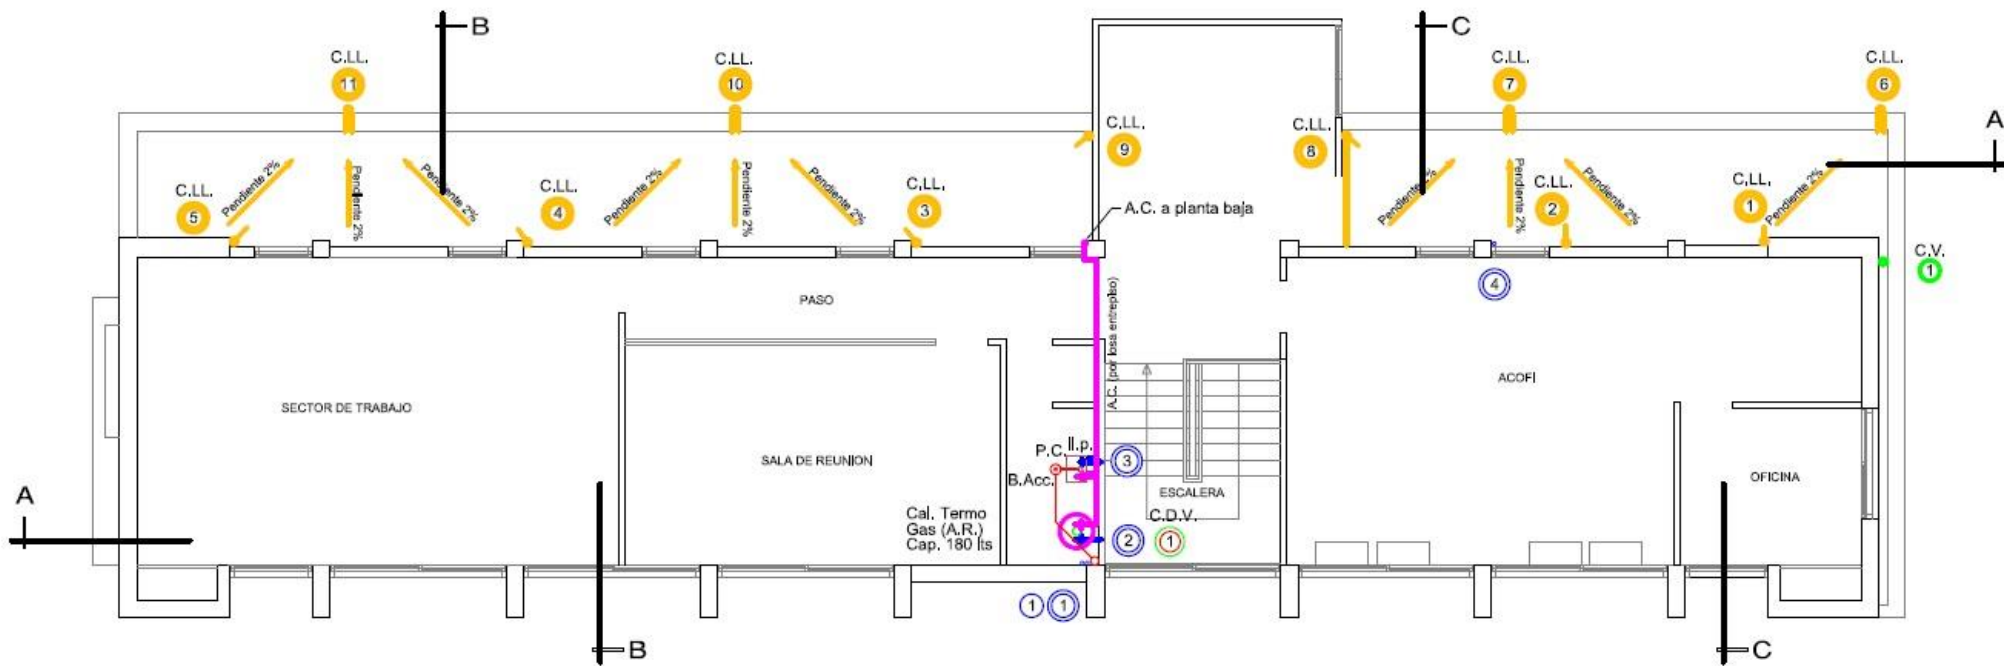 B
C
C.LL.
11
C.LL.
10
C.LL.
7
C.LL.
6
C.LL.
9
C.LL.
8
A
Pendiente 2%
Pendiente 2%
Pendiente 2%
Pendiente 2%
Pendiente 2%
Pendiente 2%
Pendiente 2%
Pendiente 2%
Pendiente 2%
Pendiente 2%
C.LL.
5
C.LL.
4
C.LL.
3
C.LL.
2
C.LL.
1
A.C. a planta baja
C.V.
1
4
PASO
A.C. (por losa entrepiso)
ACOFI
SECTOR DE TRABAJO
SALA DE REUNION
P.C.
II.p.
3
B.Acc.
ESCALERA
OFICINA
A
Cal. Termo
Gas (A.R.)
Cap. 180 lts
C.D.V.
2
1
1
1
B
C